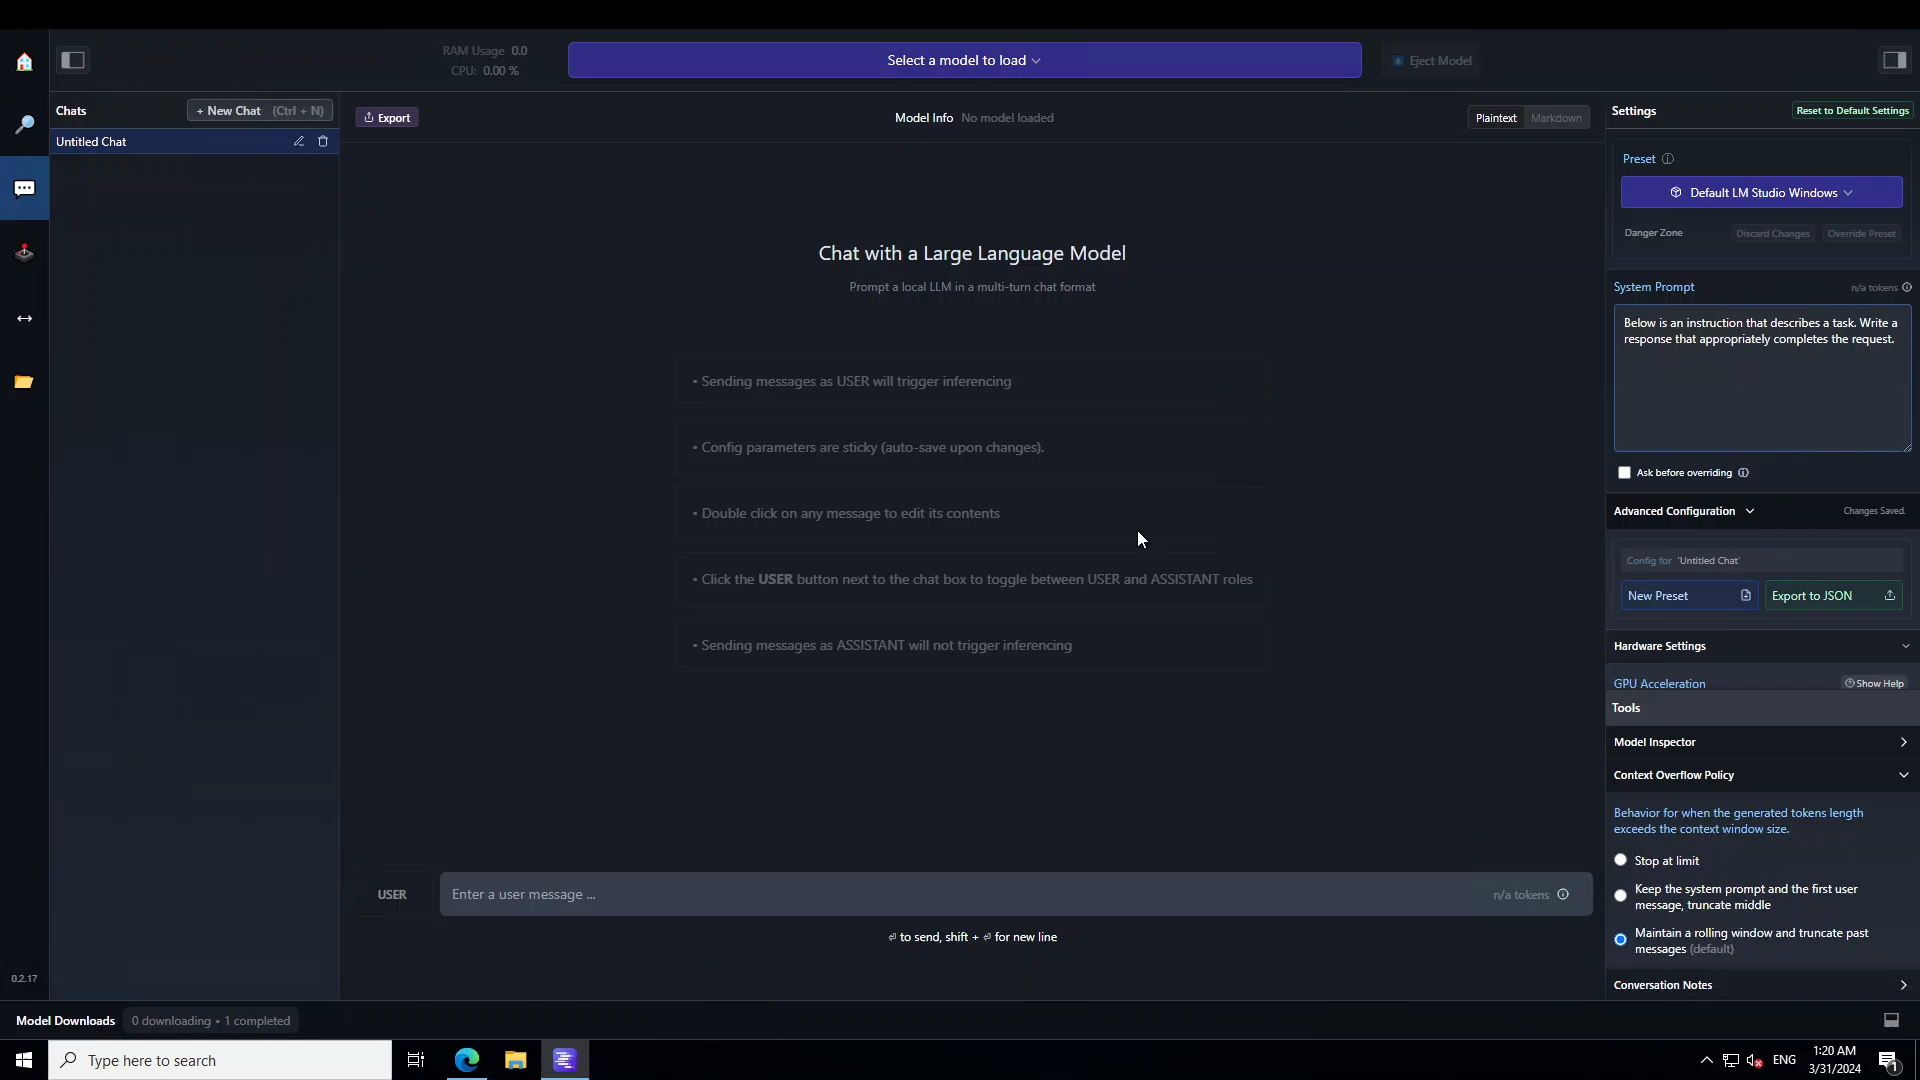 RAM Usage 0.0
CPU: 0.00 %
Select a model to load
Eject Model
Chats
+ New Chat (Ctrl + N)
Untitled Chat
Export
Model Info No model loaded
Plaintext Markdown
Chat with a Large Language Model
Prompt a local LLM in a multi-turn chat format
• Sending messages as USER will trigger inferencing
• Config parameters are sticky (auto-save upon changes).
• Double click on any message to edit its contents
• Click the USER button next to the chat box to toggle between USER and ASSISTANT roles
• Sending messages as ASSISTANT will not trigger inferencing
USER
Enter a user message ...
n/a tokens
⏎ to send, shift + ⏎ for new line
Settings
Reset to Default Settings
Preset
Default LM Studio Windows
Danger Zone
Discard Changes
Override Preset
System Prompt
n/a tokens
Below is an instruction that describes a task. Write a
response that appropriately completes the request.
Ask before overriding
Advanced Configuration
Changes Saved.
Config for 'Untitled Chat'
New Preset
Export to JSON
Hardware Settings
GPU Acceleration
Show Help
Tools
Model Inspector
Context Overflow Policy
Behavior for when the generated tokens length
exceeds the context window size.
Stop at limit
Keep the system prompt and the first user
message, truncate middle
Maintain a rolling window and truncate past
messages (default)
Conversation Notes
0.2.17
Model Downloads
0 downloading • 1 completed
Type here to search
ENG
1:20 AM
3/31/2024
1